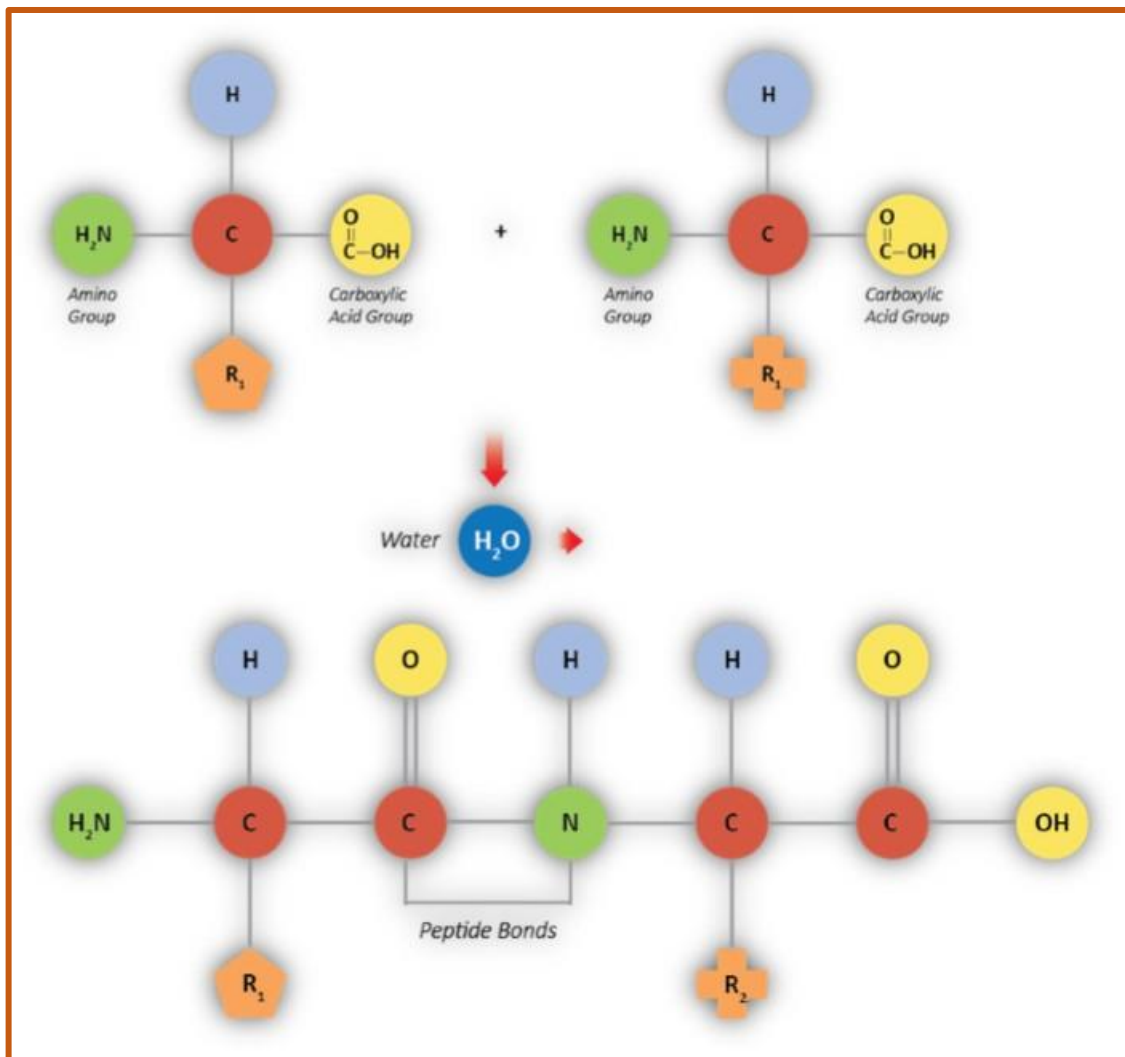 H H
H₂N C O + H₂N C O
C–OH C–OH
Amino Carboxylic Amino Carboxylic
Group Acid Group Group Acid Group
R₁ R₁
Water H₂O
H O H H O
H₂N C C N C C OH
Peptide Bonds
R₁ R₂